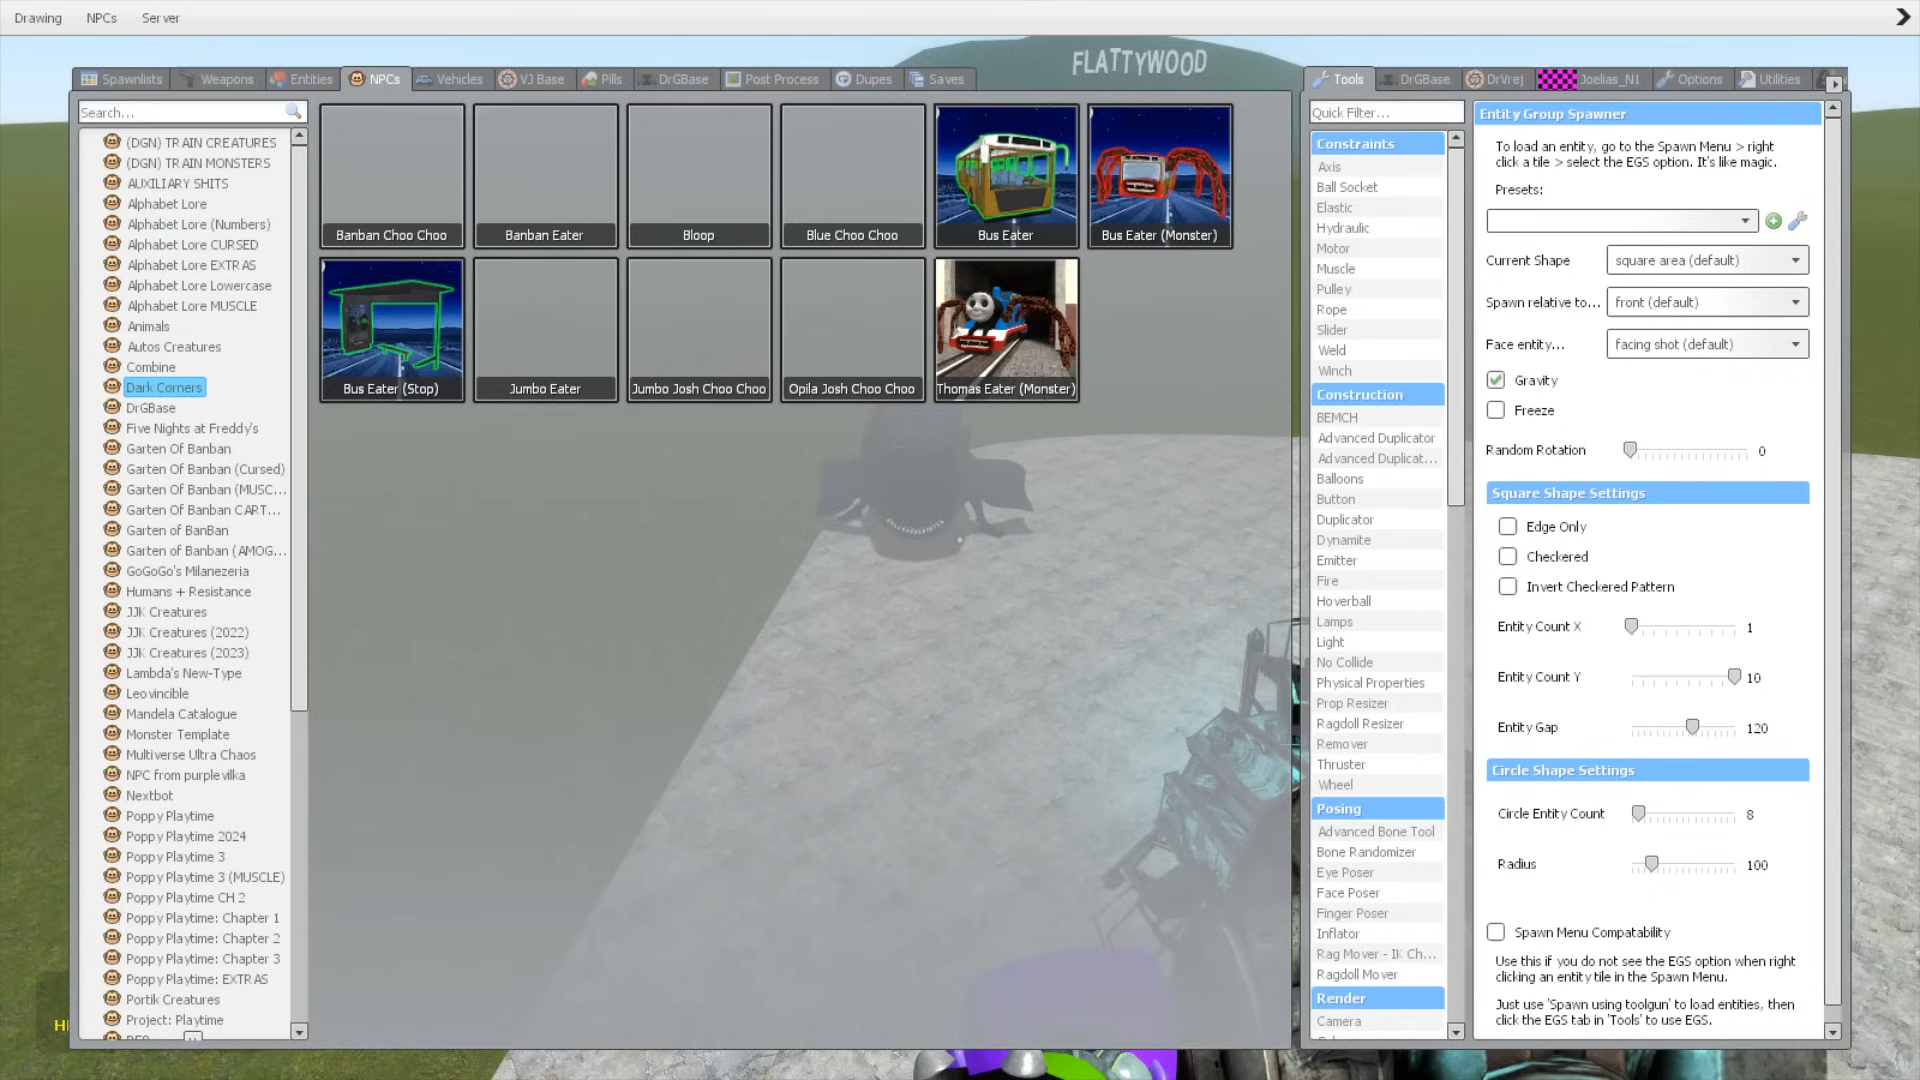 Drawing NPCs Server
FLATTYWOOD
Spawnlists Weapons Entities NPCs Vehicles VJ Base Pills DrGBase Post Process Dupes Saves
Search...
(DGN) TRAIN CREATURES
(DGN) TRAIN MONSTERS
AUXILIARY SHITS
Alphabet Lore
Alphabet Lore (Numbers)
Alphabet Lore CURSED
Alphabet Lore EXTRAS
Alphabet Lore Lowercase
Alphabet Lore MUSCLE
Animals
Autos Creatures
Combine
Dark Corners
DrGBase
Five Nights at Freddy's
Garten Of Banban
Garten Of Banban (Cursed)
Garten Of Banban (MUSC...
Garten Of Banban CART...
Garten of BanBan
Garten of Banban (AMOG...
GoGoGo's Milanezeria
Humans + Resistance
JJK Creatures
JJK Creatures (2022)
JJK Creatures (2023)
Lambda's New-Type
Leovincible
Mandela Catalogue
Monster Template
Multiverse Ultra Chaos
NPC from purplevilka
Nextbot
Poppy Playtime
Poppy Playtime 2024
Poppy Playtime 3
Poppy Playtime 3 (MUSCLE)
Poppy Playtime CH 2
Poppy Playtime: Chapter 1
Poppy Playtime: Chapter 2
Poppy Playtime: Chapter 3
Poppy Playtime: EXTRAS
Portik Creatures
Project: Playtime
Banban Choo Choo
Banban Eater
Bloop
Blue Choo Choo
Bus Eater
Bus Eater (Monster)
Bus Eater (Stop)
Jumbo Eater
Jumbo Josh Choo Choo
Opila Josh Choo Choo
Thomas Eater (Monster)
Tools DrGBase DrVrej Joelias_N1 Options Utilities
Quick Filter...
Constraints
Axis
Ball Socket
Elastic
Hydraulic
Motor
Muscle
Pulley
Rope
Slider
Weld
Winch
Construction
BEMCH
Advanced Duplicator
Advanced Duplicat...
Balloons
Button
Duplicator
Dynamite
Emitter
Fire
Hoverball
Lamps
Light
No Collide
Physical Properties
Prop Resizer
Ragdoll Resizer
Remover
Thruster
Wheel
Posing
Advanced Bone Tool
Bone Randomizer
Eye Poser
Face Poser
Finger Poser
Inflator
Rag Mover - IK Ch...
Ragdoll Mover
Render
Camera
Entity Group Spawner
To load an entity, go to the Spawn Menu > right
click a tile > select the EGS option. It's like magic.
Presets:
Current Shape square area (default)
Spawn relative to... front (default)
Face entity... facing shot (default)
Gravity
Freeze
Random Rotation 0
Square Shape Settings
Edge Only
Checkered
Invert Checkered Pattern
Entity Count X 1
Entity Count Y 10
Entity Gap 120
Circle Shape Settings
Circle Entity Count 8
Radius 100
Spawn Menu Compatability
Use this if you do not see the EGS option when right
clicking an entity tile in the Spawn Menu.
Just use 'Spawn using toolgun' to load entities, then
click the EGS tab in 'Tools' to use EGS.